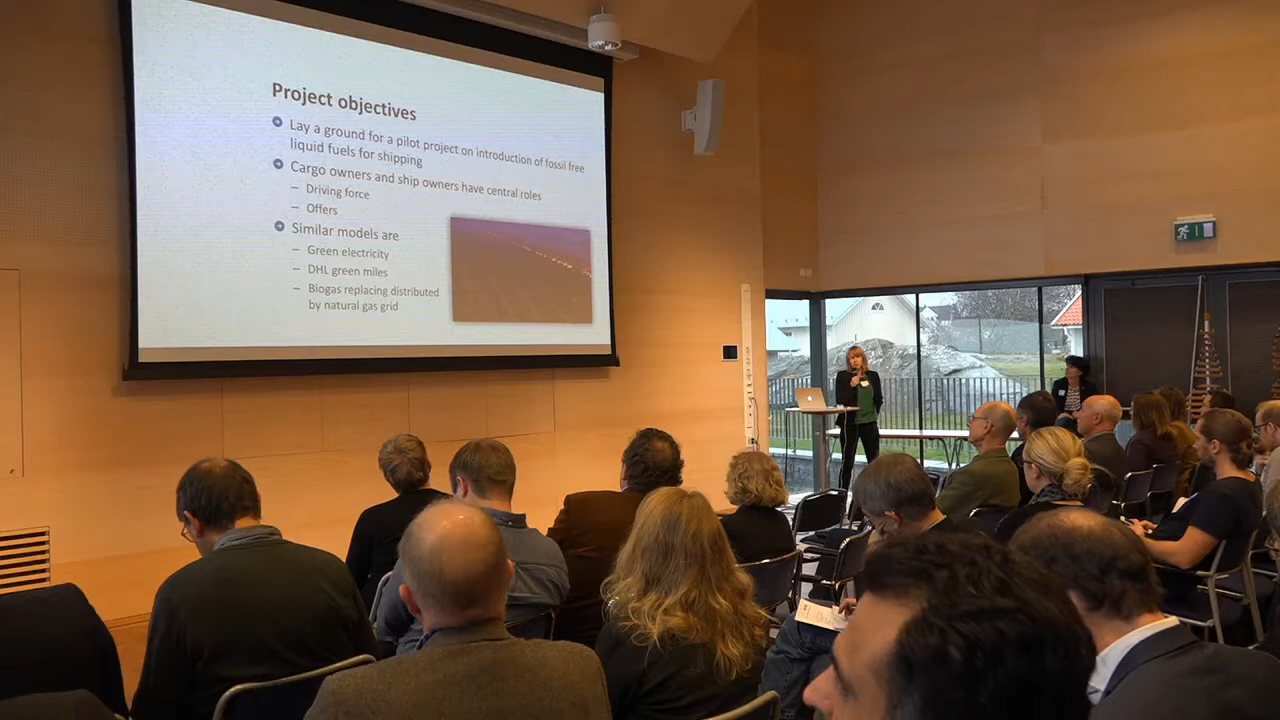 Project objectives
Lay a ground for a pilot project on introduction of fossil free
liquid fuels for shipping
Cargo owners and ship owners have central roles
– Driving force
– Offers
Similar models are
– Green electricity
– DHL green miles
– Biogas replacing distributed
by natural gas grid